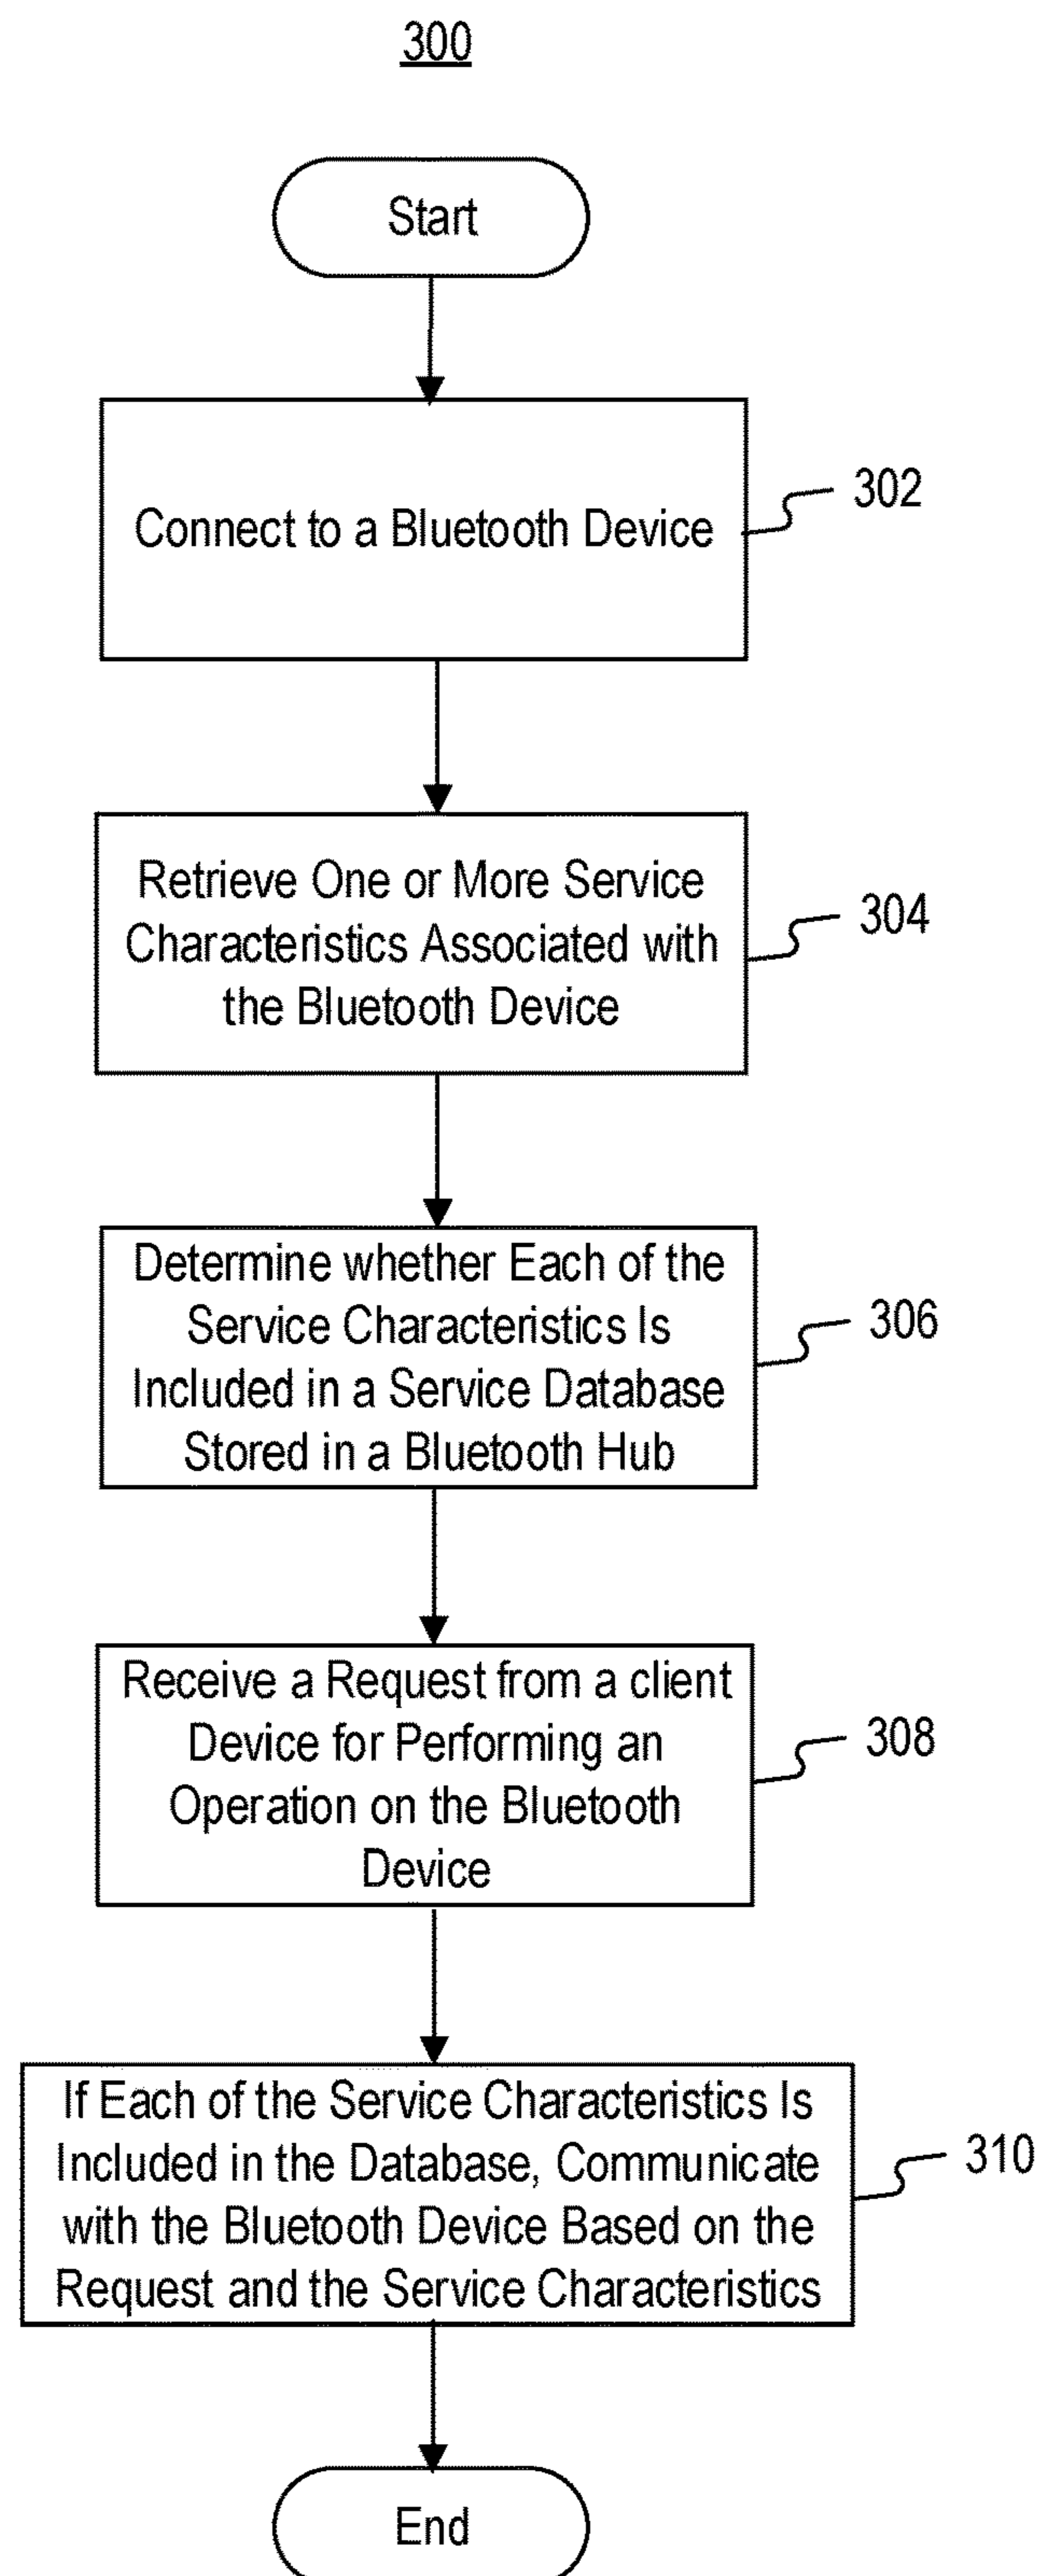 300
Start
Connect to a Bluetooth Device
302
Retrieve One or More Service
Characteristics Associated with
the Bluetooth Device
304
Determine whether Each of the
Service Characteristics Is
Included in a Service Database
Stored in a Bluetooth Hub
306
Receive a Request from a client
Device for Performing an
Operation on the Bluetooth
Device
308
If Each of the Service Characteristics Is
Included in the Database, Communicate
with the Bluetooth Device Based on the
Request and the Service Characteristics
310
End